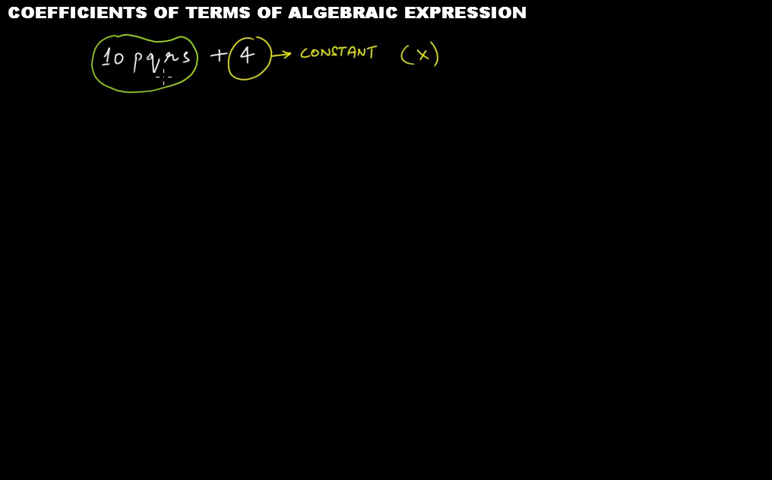 COEFFICIENTS OF TERMS OF ALGEBRAIC EXPRESSION
10 pqrs + 4 → CONSTANT (x)